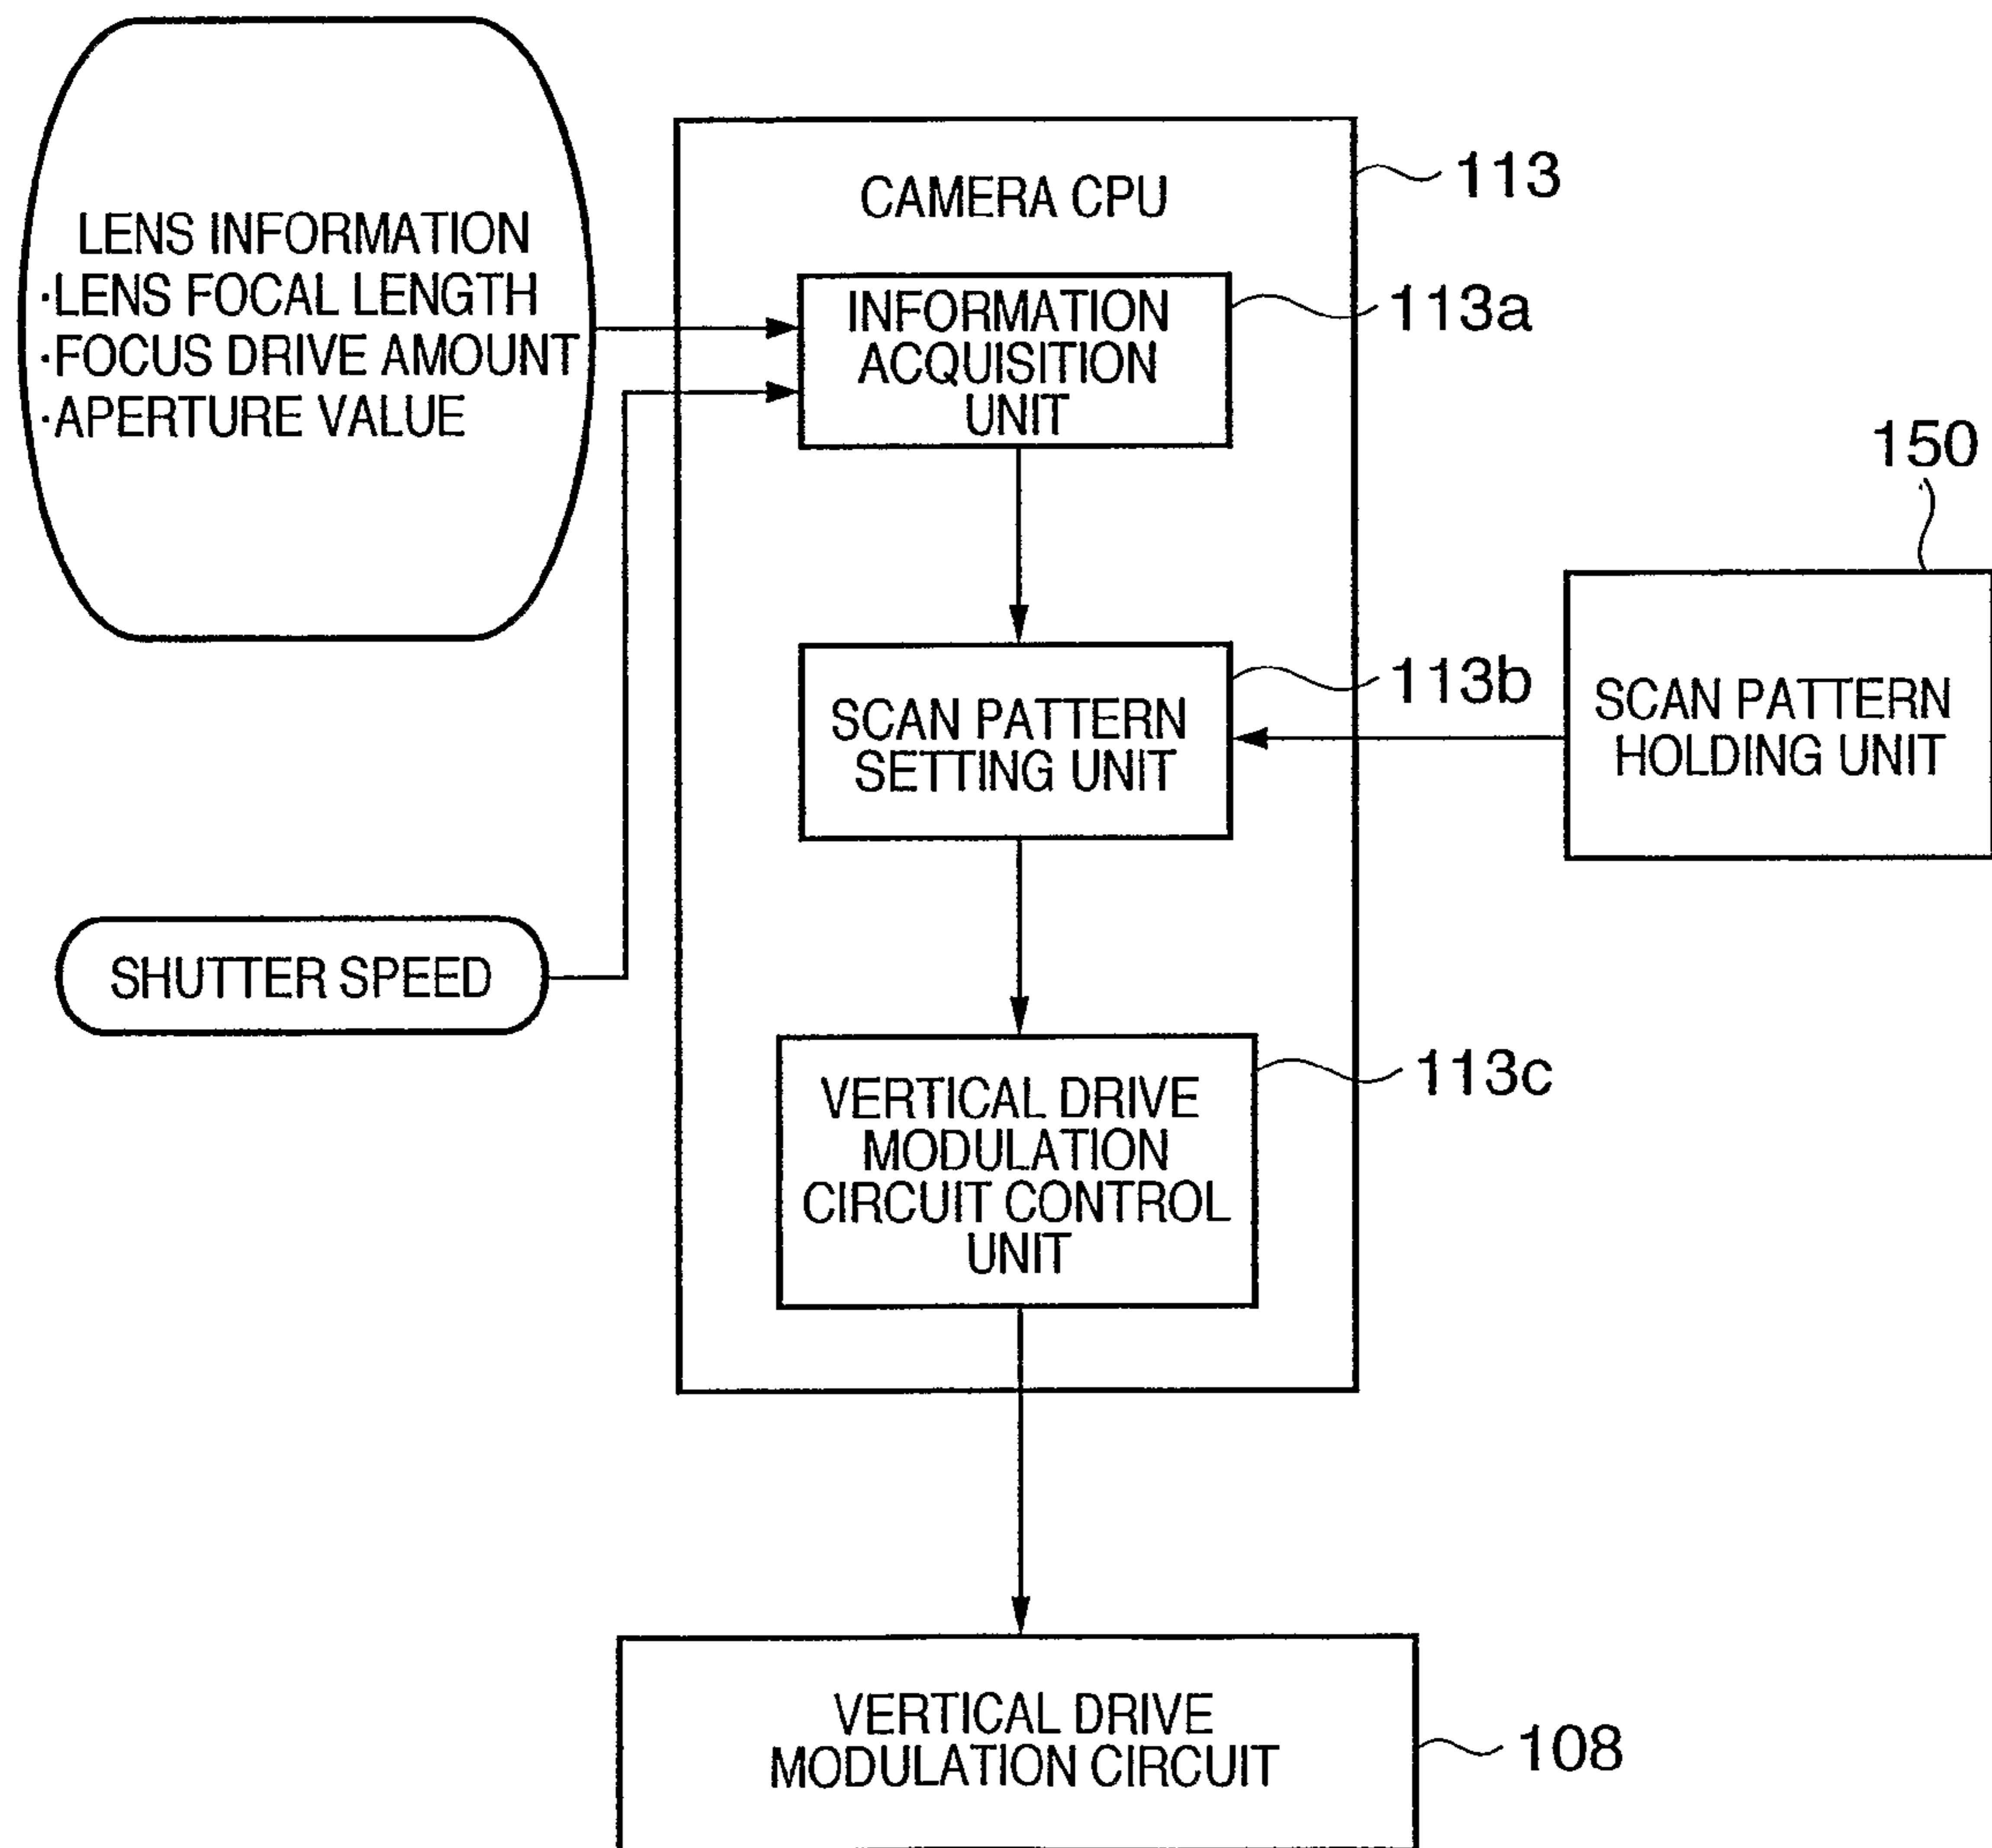 LENS INFORMATION
·LENS FOCAL LENGTH
·FOCUS DRIVE AMOUNT
·APERTURE VALUE
SHUTTER SPEED
CAMERA CPU
113
INFORMATION
ACQUISITION
UNIT
113a
SCAN PATTERN
SETTING UNIT
113b
150
SCAN PATTERN
HOLDING UNIT
VERTICAL DRIVE
MODULATION
CIRCUIT CONTROL
UNIT
113c
VERTICAL DRIVE
MODULATION CIRCUIT
108